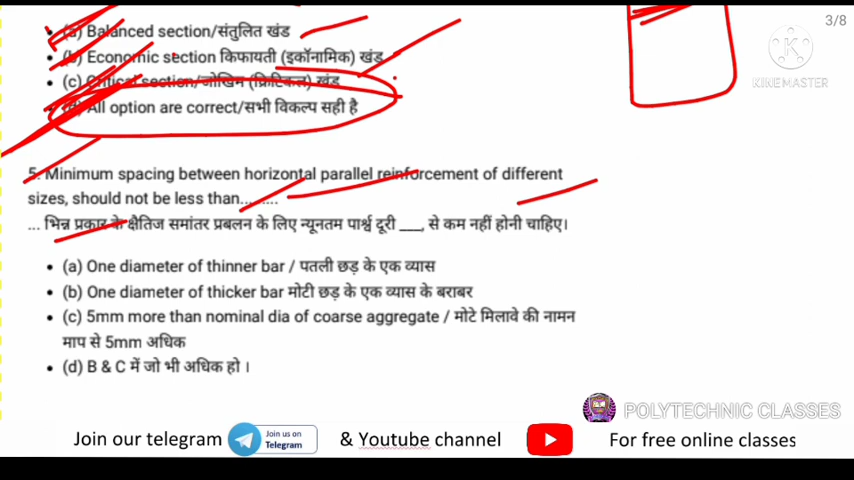 3/8
(a) Balanced section/संतुलित खंड
(b) Economic section किफायती (इकॉनामिक) खंड
(c) Critical section/जोखिम (क्रिटिकल) खंड
(d) All option are correct/सभी विकल्प सही है
KINEMASTER
5. Minimum spacing between horizontal parallel reinforcement of different
sizes, should not be less than... .....
... भिन्न प्रकार के क्षैतिज समांतर प्रबलन के लिए न्यूनतम पार्श्व दूरी ___, से कम नहीं होनी चाहिए।
(a) One diameter of thinner bar / पतली छड़ के एक व्यास
(b) One diameter of thicker bar मोटी छड़ के एक व्यास के बराबर
(c) 5mm more than nominal dia of coarse aggregate / मोटे मिलावे की नामन
माप से 5mm अधिक
(d) B & C में जो भी अधिक हो ।
POLYTECHNIC CLASSES
Join our telegram Join us on Telegram & Youtube channel For free online classes